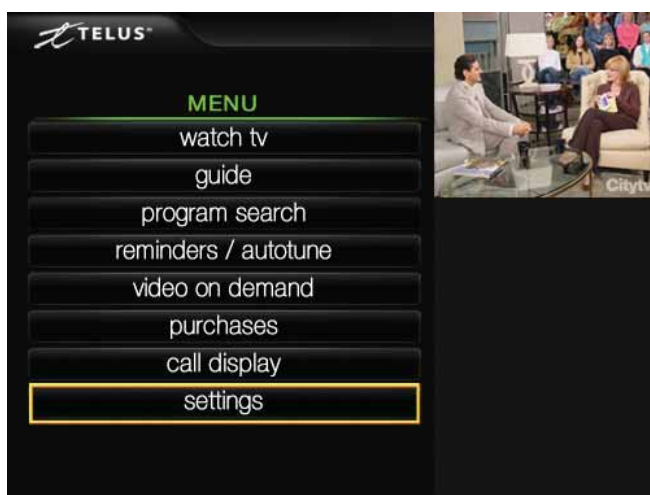 TELUS
MENU
watch tv
guide
program search
reminders / autotune
video on demand
purchases
call display
settings
Citytv